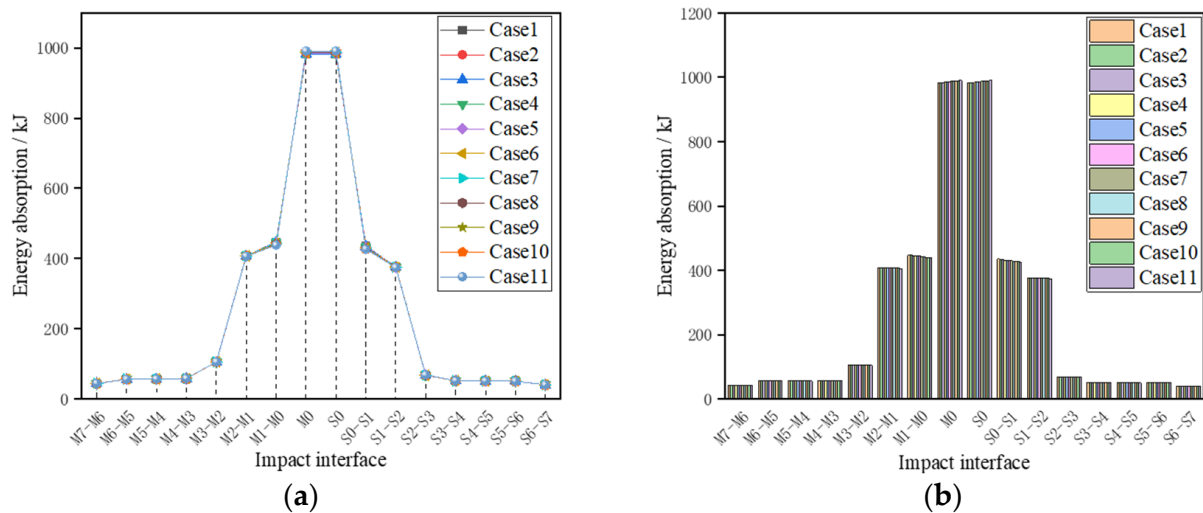 1000
800
600
400
200
0
Energy absorption / kJ
Case1
Case2
Case3
Case4
Case5
Case6
Case7
Case8
Case9
Case10
Case11
M7-M6
M6-M5
M5-M4
M4-M3
M3-M2
M2-M1
M1-M0
M0
S0
S0-S1
S1-S2
S2-S3
S3-S4
S4-S5
S5-S6
S6-S7
Impact interface
(a)
1200
1000
800
600
400
200
0
Energy absorption / kJ
Case1
Case2
Case3
Case4
Case5
Case6
Case7
Case8
Case9
Case10
Case11
M7-M6
M6-M5
M5-M4
M4-M3
M3-M2
M2-M1
M1-M0
M0
S0
S0-S1
S1-S2
S2-S3
S3-S4
S4-S5
S5-S6
S6-S7
Impact interface
(b)